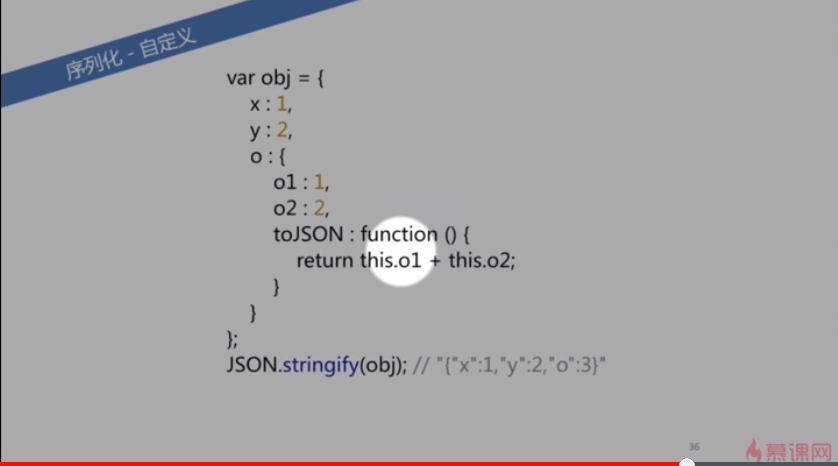 序列化 - 自定义
var obj = {
x : 1,
y : 2,
o : {
o1 : 1,
o2 : 2,
toJSON : function () {
return this.o1 + this.o2;
}
}
};
JSON.stringify(obj); // "{"x":1,"y":2,"o":3}"
36
慕课网